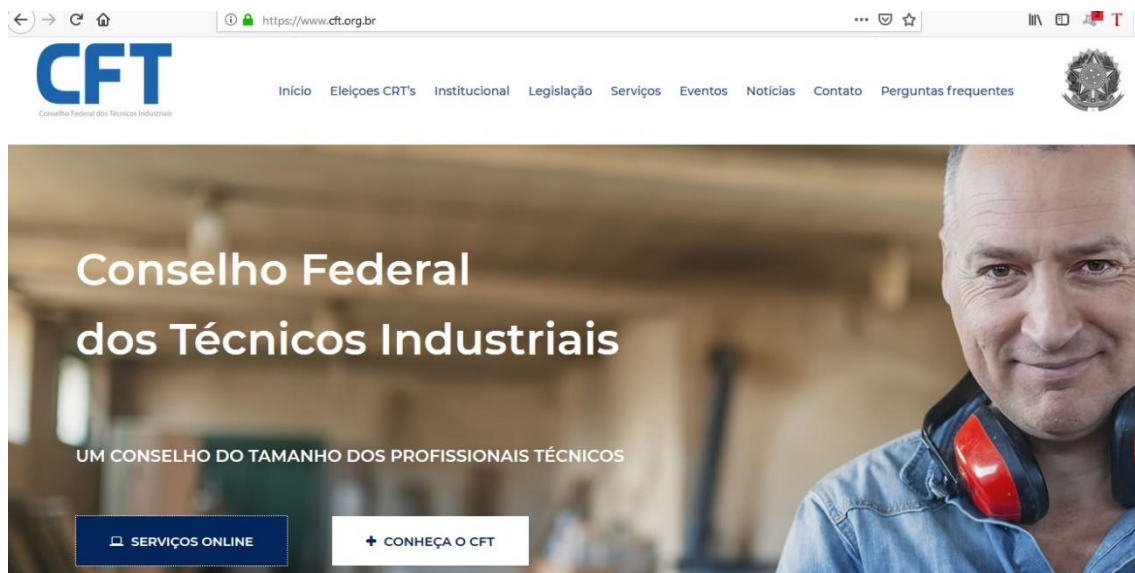 https://www.cft.org.br
2 T
CFT
Conselho Federal dos Técnicos Industriais
Início Eleiçoes CRT's Institucional Legislação Serviços Eventos Notícias Contato Perguntas frequentes
Conselho Federal
dos Técnicos Industriais
UM CONSELHO DO TAMANHO DOS PROFISSIONAIS TÉCNICOS
SERVIÇOS ONLINE
CONHEÇA O CFT